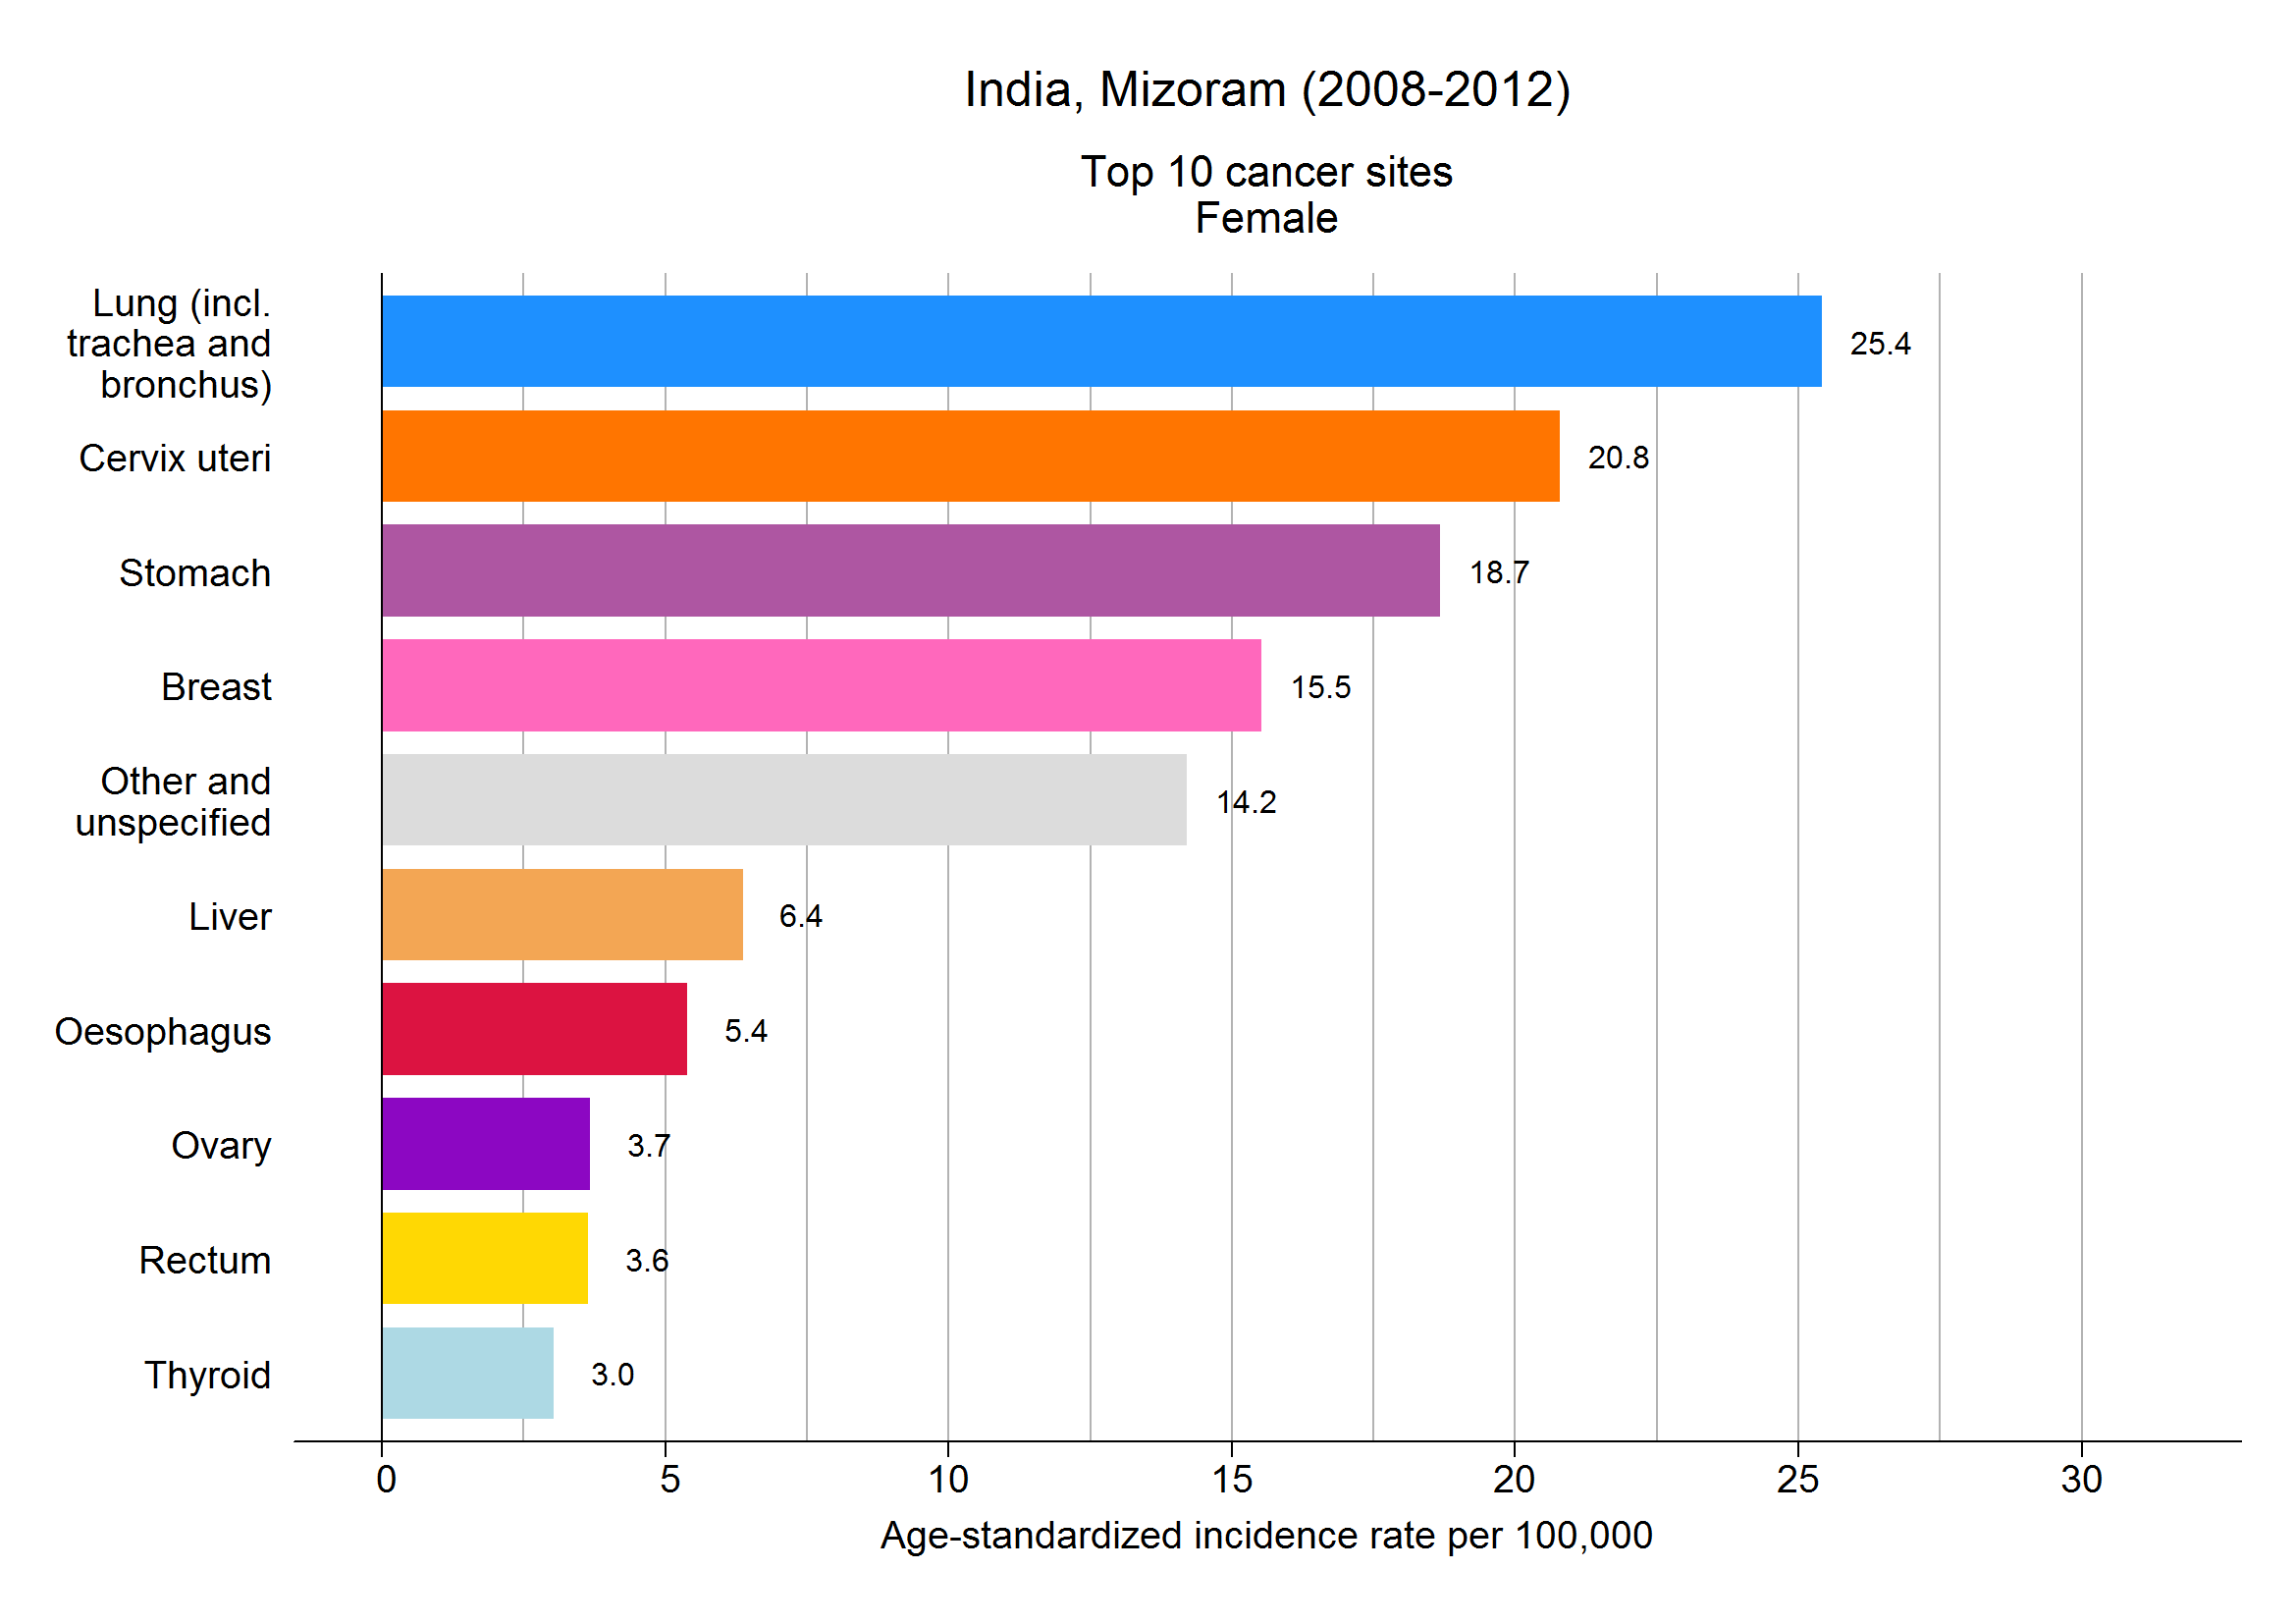 India, Mizoram (2008-2012)
Top 10 cancer sites
Female
Lung (incl.
trachea and
bronchus)
25.4
Cervix uteri
20.8
Stomach
18.7
Breast
15.5
Other and
unspecified
14.2
Liver
6.4
Oesophagus
5.4
Ovary
3.7
Rectum
3.6
Thyroid
3.0
0 5 10 15 20 25 30
Age-standardized incidence rate per 100,000